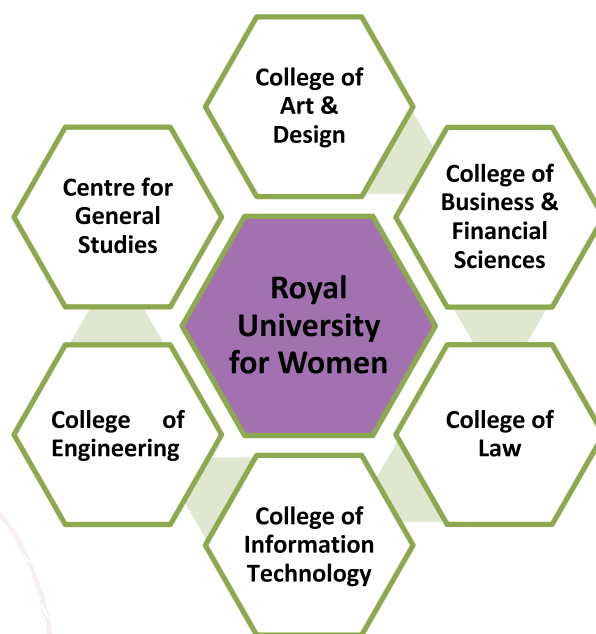 College of
Art &
Design
Centre for
General
Studies
College of
Business &
Financial
Sciences
Royal
University
for Women
College of
Engineering
College of
Law
College of
Information
Technology